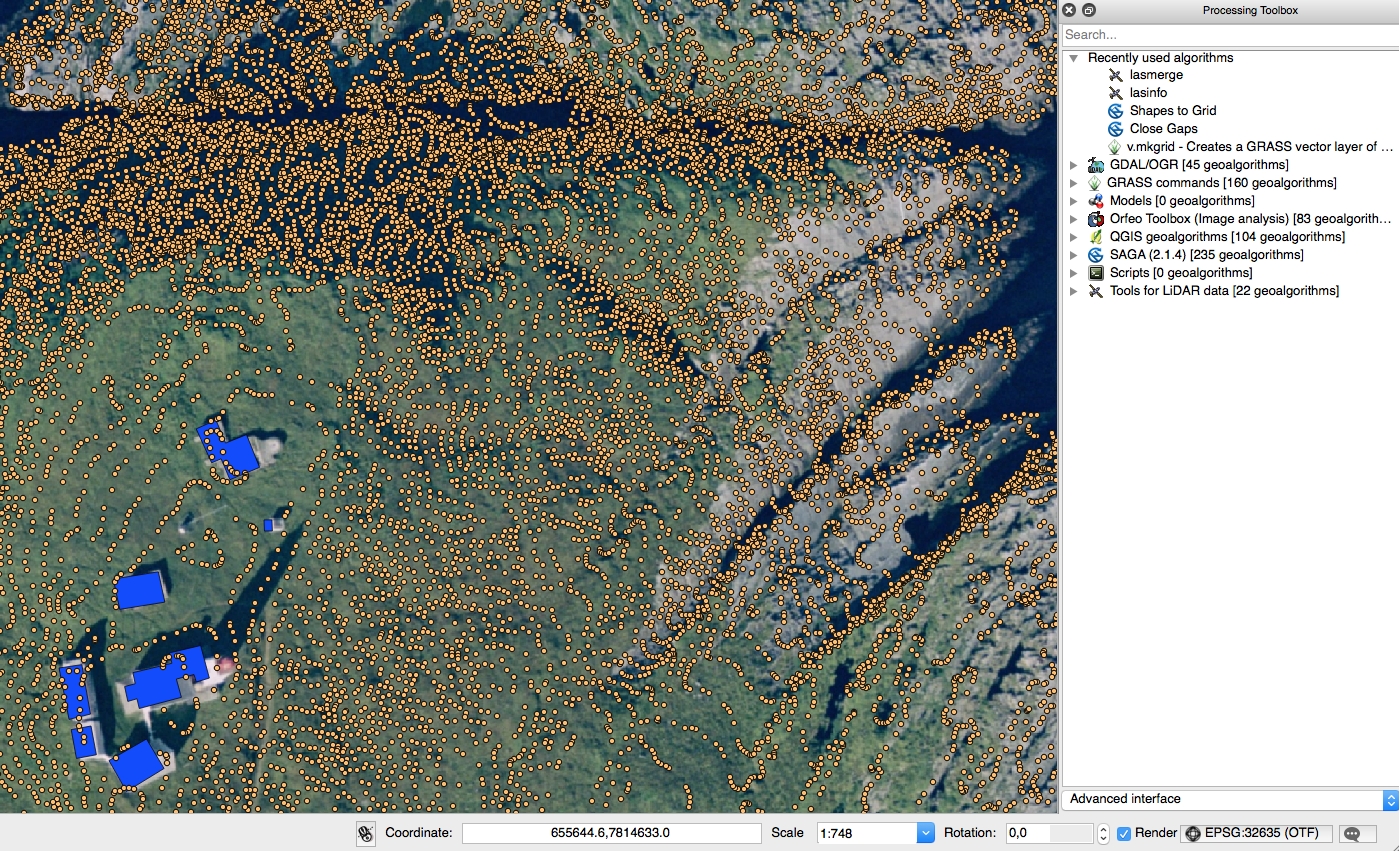 Processing Toolbox
Search...
Recently used algorithms
lasmerge
lasinfo
Shapes to Grid
Close Gaps
v.mkgrid - Creates a GRASS vector layer of ...
GDAL/OGR [45 geoalgorithms]
GRASS commands [160 geoalgorithms]
Models [0 geoalgorithms]
Orfeo Toolbox (Image analysis) [83 geoalgorith...
QGIS geoalgorithms [104 geoalgorithms]
SAGA (2.1.4) [235 geoalgorithms]
Scripts [0 geoalgorithms]
Tools for LiDAR data [22 geoalgorithms]
Advanced interface
Coordinate: 655644.6,7814633.0 Scale 1:748 Rotation: 0,0 Render EPSG:32635 (OTF)